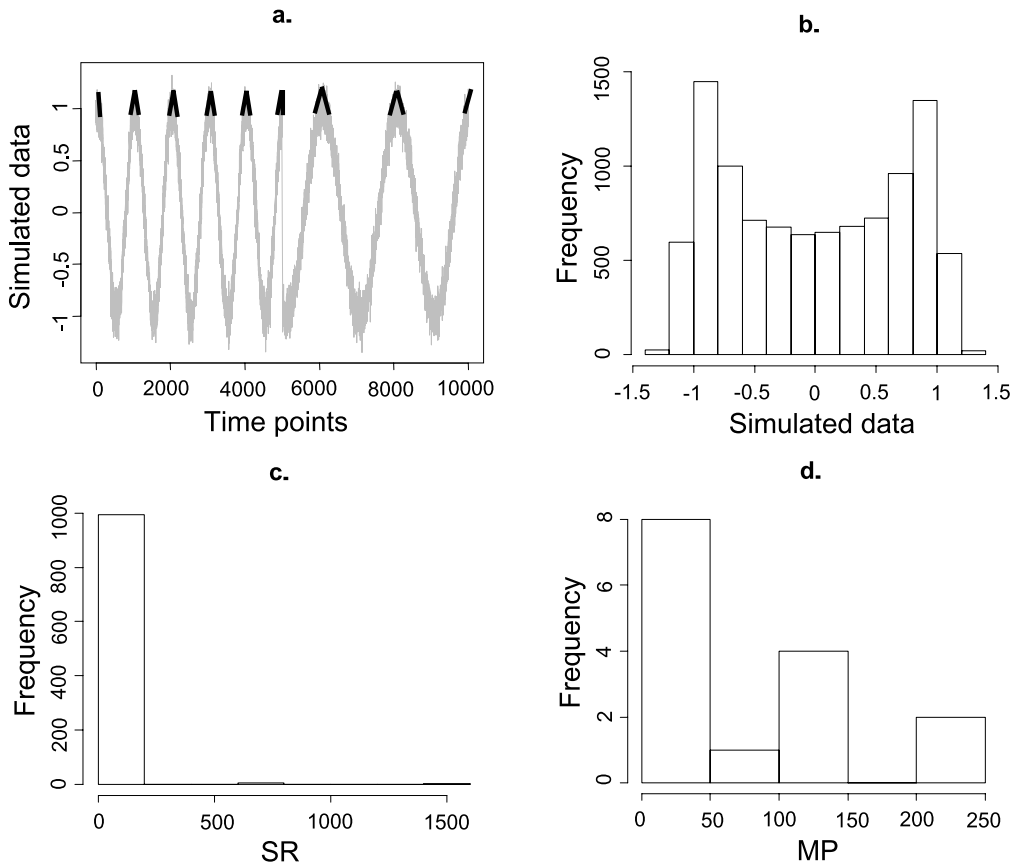 a.
1
0.5
0
-0.5
-1
Simulated data
0 2000 4000 6000 8000 10000
Time points
b.
1500
1000
500
0
Frequency
-1.5 -1 -0.5 0 0.5 1 1.5
Simulated data
c.
1000
800
600
400
200
0
Frequency
0 500 1000 1500
SR
d.
8
6
4
2
0
Frequency
0 50 100 150 200 250
MP